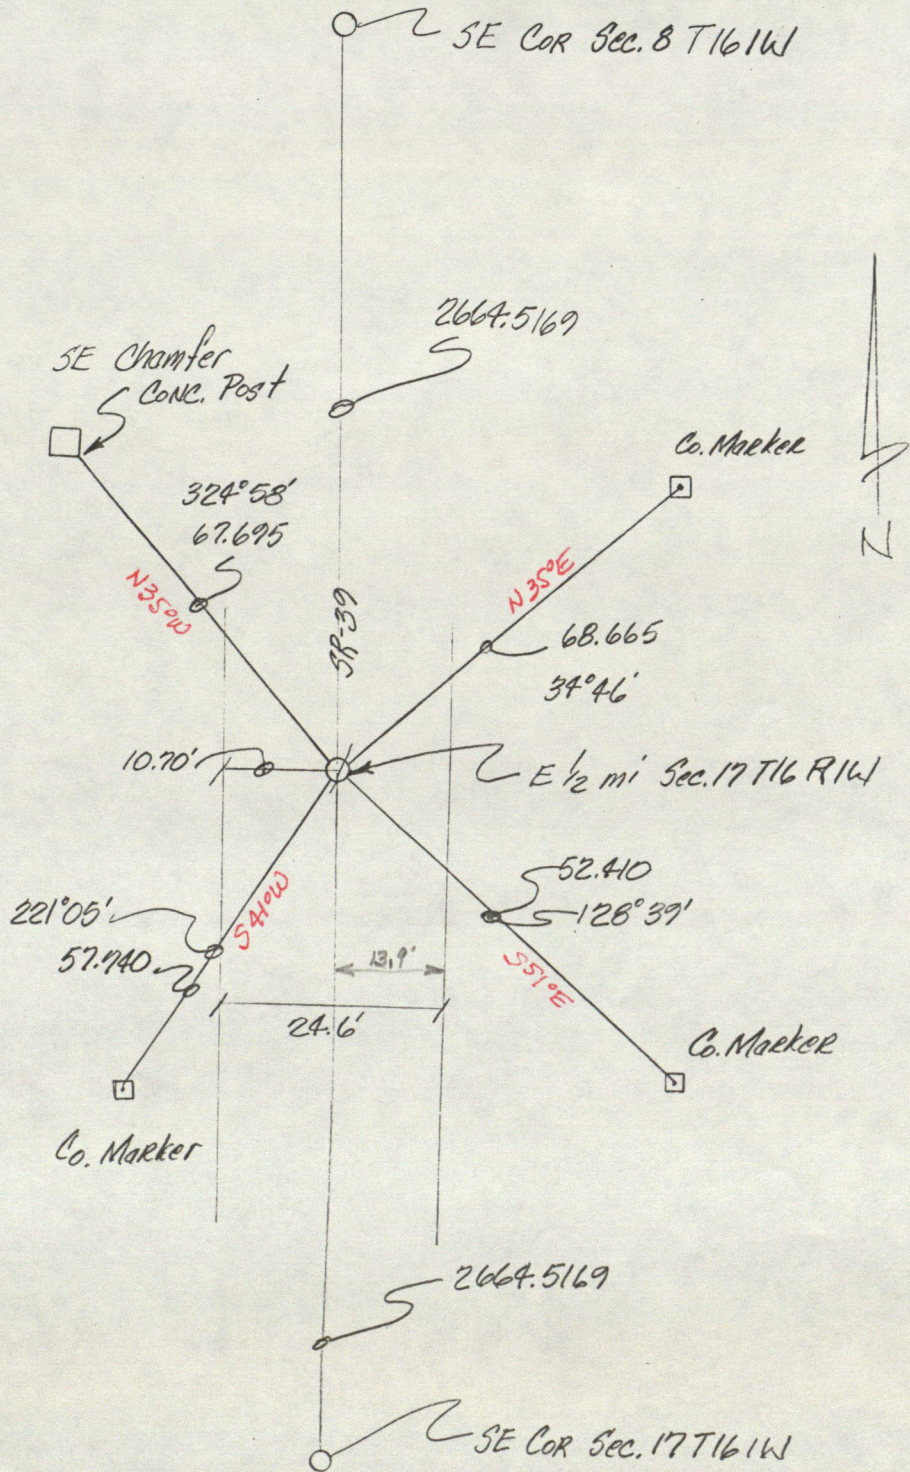 SE COR Sec. 8 T16 1W
2664.5169
SE Chamfer
CONC. Post
Co. Marker
324°58'
67.695
N35°W
SR-39
N35°E
68.665
34°46'
10.70'
E 1/2 mi Sec. 17 T16 R1W
52.410
128°39'
221°05'
57.740
S41°W
S51°E
13.9'
24.6'
Co. Marker
Co. Marker
2664.5169
SE COR Sec. 17 T16 1W
N